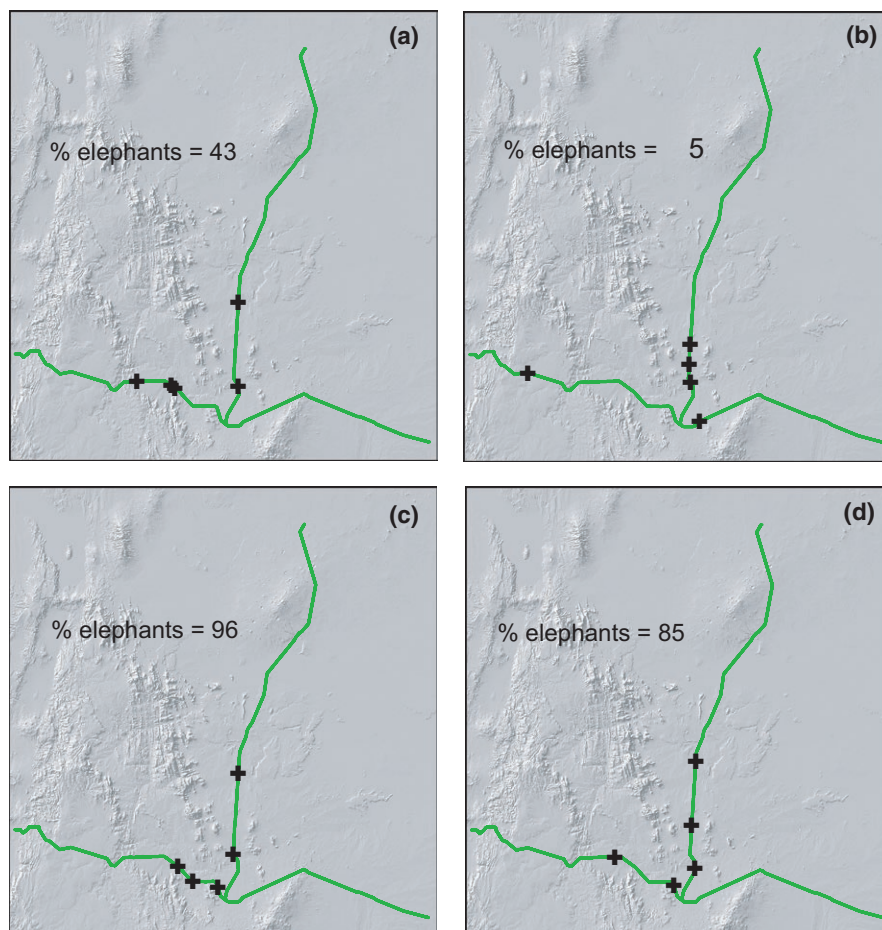 (a)
% elephants = 43
(b)
% elephants = 5
(c)
% elephants = 96
(d)
% elephants = 85